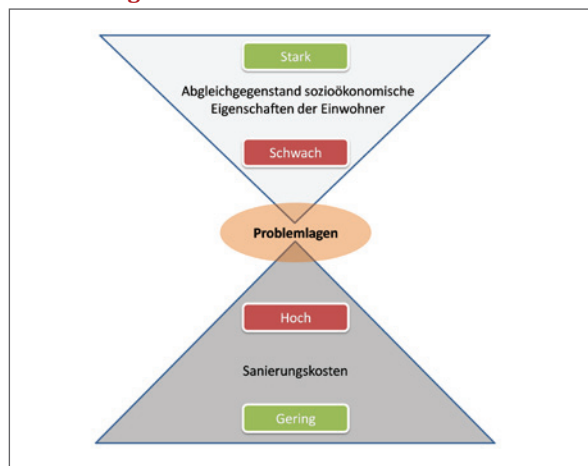 Stark
Abgleichgegenstand sozioökonomische
Eigenschaften der Einwohner
Schwach
Problemlagen
Hoch
Sanierungskosten
Gering